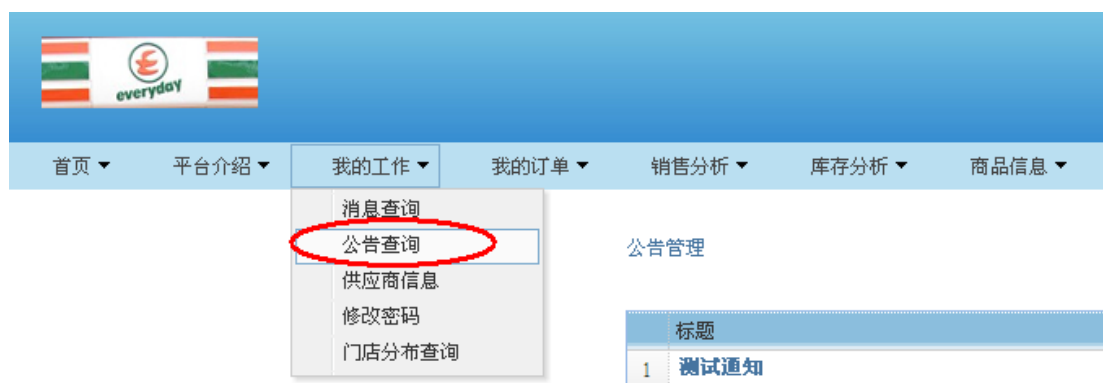 everyday
首页 平台介绍 我的工作 我的订单 销售分析 库存分析 商品信息
消息查询
公告查询
供应商信息
修改密码
门店分布查询
公告管理
标题
1 测试通知